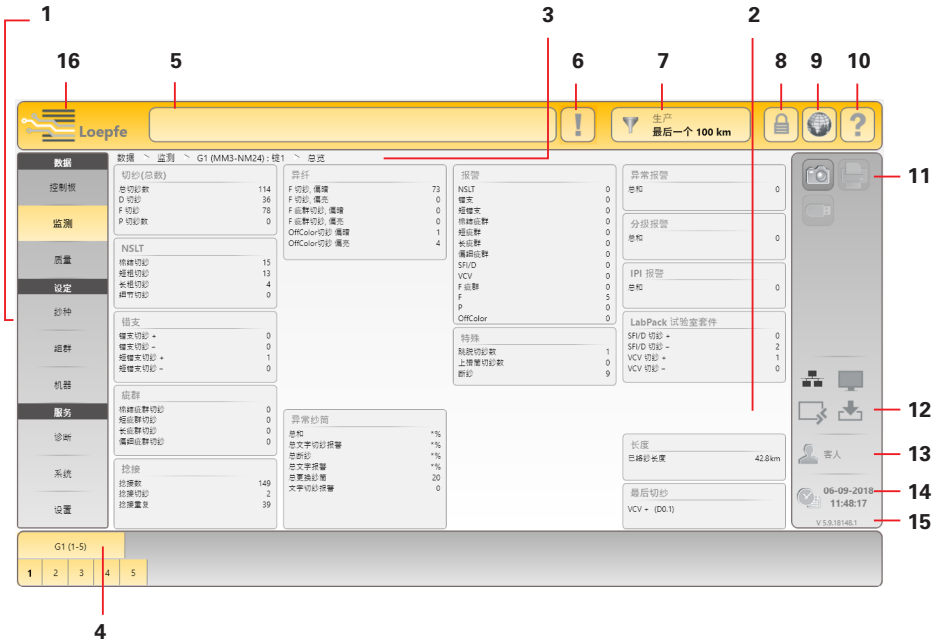 1
3
2
16
5
6
7
8
9
10
Loepfe
!
生产
最后一个 100 km
?
数据
控制板
监测
质量
设定
纱种
组群
机器
服务
诊断
系统
设置
数据 > 监测 > G1 (MM3-NM24) : 锭1 > 总览
切纱(总数)
总切纱数 114
D 切纱 36
F 切纱 78
P 切纱数 0
NSLT
棉结切纱 15
短粗切纱 13
长粗切纱 4
细节切纱 0
错支
错支切纱 + 0
错支切纱 – 0
短错支切纱 + 1
短错支切纱 – 0
疵群
棉结疵群切纱 0
短疵群切纱 0
长疵群切纱 0
偶细疵群切纱 0
捻接
捻接数 149
捻接切纱 2
捻接重复 39
异纤
F 切纱, 偏暗 73
F 切纱, 偏亮 0
F 疵群切纱, 偏暗 0
F 疵群切纱, 偏亮 0
OffColor切纱 偏暗 1
OffColor切纱 偏亮 4
异常纱筒
总和 *%
总文字切纱报警 *%
总断纱 *%
总文字报警 *%
总更换纱筒 20
文字切纱报警 0
报警
NSLT 0
错支 0
短错支 0
棉结疵群 0
短疵群 0
长疵群 0
偶细疵群 0
SFI/D 0
VCV 0
F 疵群 0
F 5
P 0
OffColor 0
特殊
跳脱切纱数 1
上槽筒切纱数 0
断纱 9
异常报警
总和 0
分级报警
总和 0
IPI 报警
总和 0
LabPack 试验室套件
SFI/D 切纱 + 0
SFI/D 切纱 – 2
VCV 切纱 + 1
VCV 切纱 – 0
长度
已络纱长度 42.8km
最后切纱
VCV + (D0.1)
11
12
客人
13
06-09-2018
11:48:17
14
V 5.9.18148.1
15
G1 (1-5)
1 2 3 4 5
4